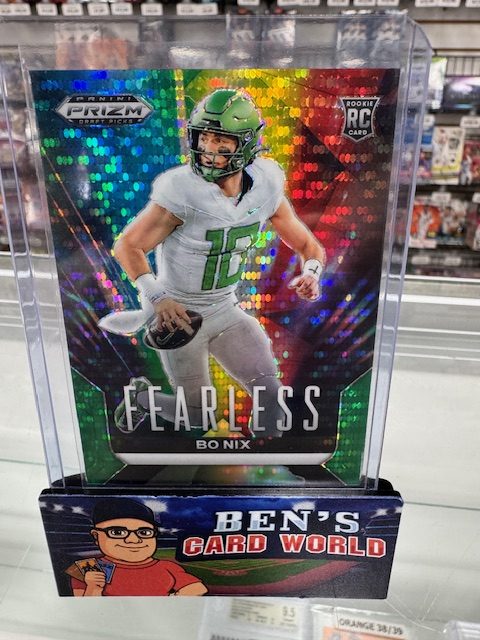 PANINI
PRIZM
DRAFT PICKS
ROOKIE
RC
CARD
10
FEARLESS
BO NIX
BEN'S
CARD WORLD
9.5
ORANGE 38/39